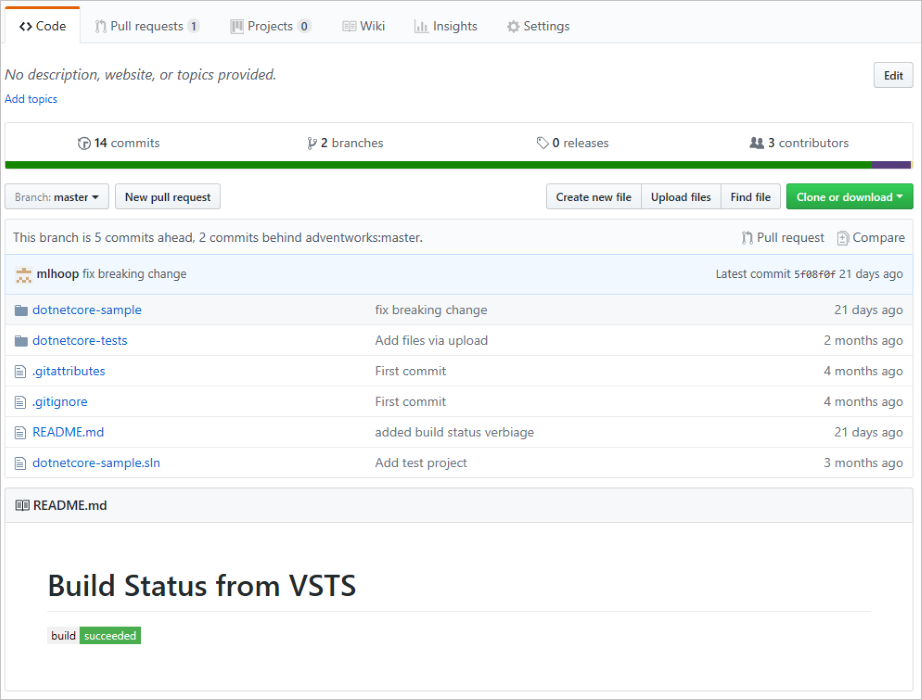 Code Pull requests 1 Projects 0 Wiki Insights Settings
No description, website, or topics provided. Edit
Add topics
14 commits 2 branches 0 releases 3 contributors
Branch: master New pull request Create new file Upload files Find file Clone or download
This branch is 5 commits ahead, 2 commits behind adventworks:master. Pull request Compare
mlhoop fix breaking change Latest commit 5f08f0f 21 days ago
dotnetcore-sample fix breaking change 21 days ago
dotnetcore-tests Add files via upload 2 months ago
.gitattributes First commit 4 months ago
.gitignore First commit 4 months ago
README.md added build status verbiage 21 days ago
dotnetcore-sample.sln Add test project 3 months ago
README.md
Build Status from VSTS
build succeeded